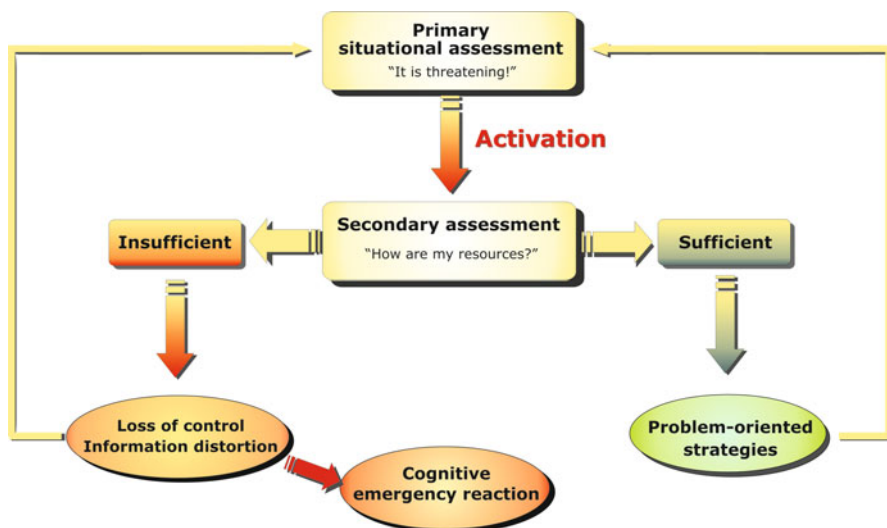 Primary
situational assessment
“It is threatening!”
Activation
Secondary assessment
“How are my resources?”
Insufficient
Sufficient
Loss of control
Information distortion
Cognitive
emergency reaction
Problem-oriented
strategies